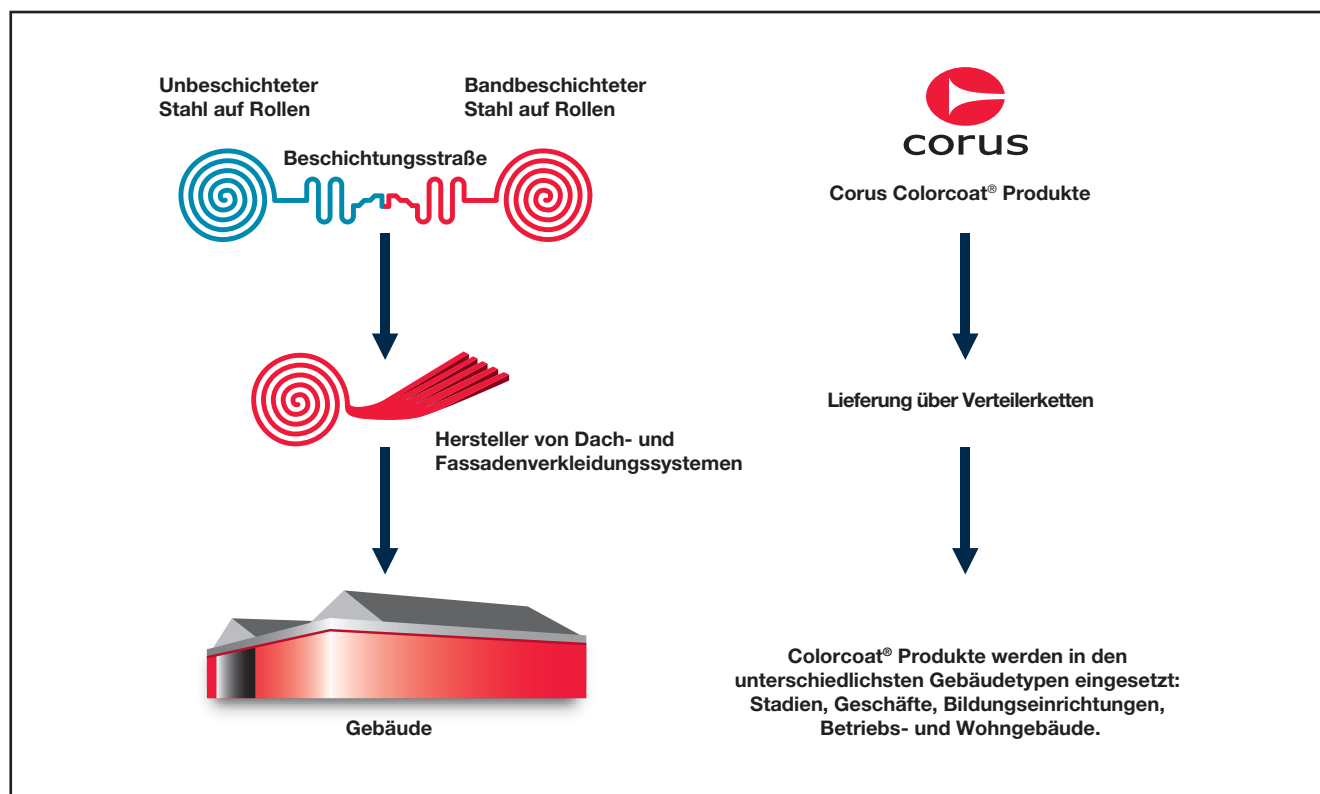 Unbeschichteter
Stahl auf Rollen
Bandbeschichteter
Stahl auf Rollen
Beschichtungsstraße
corus
Corus Colorcoat® Produkte
Hersteller von Dach- und
Fassadenverkleidungssystemen
Lieferung über Verteilerketten
Gebäude
Colorcoat® Produkte werden in den
unterschiedlichsten Gebäudetypen eingesetzt:
Stadien, Geschäfte, Bildungseinrichtungen,
Betriebs- und Wohngebäude.